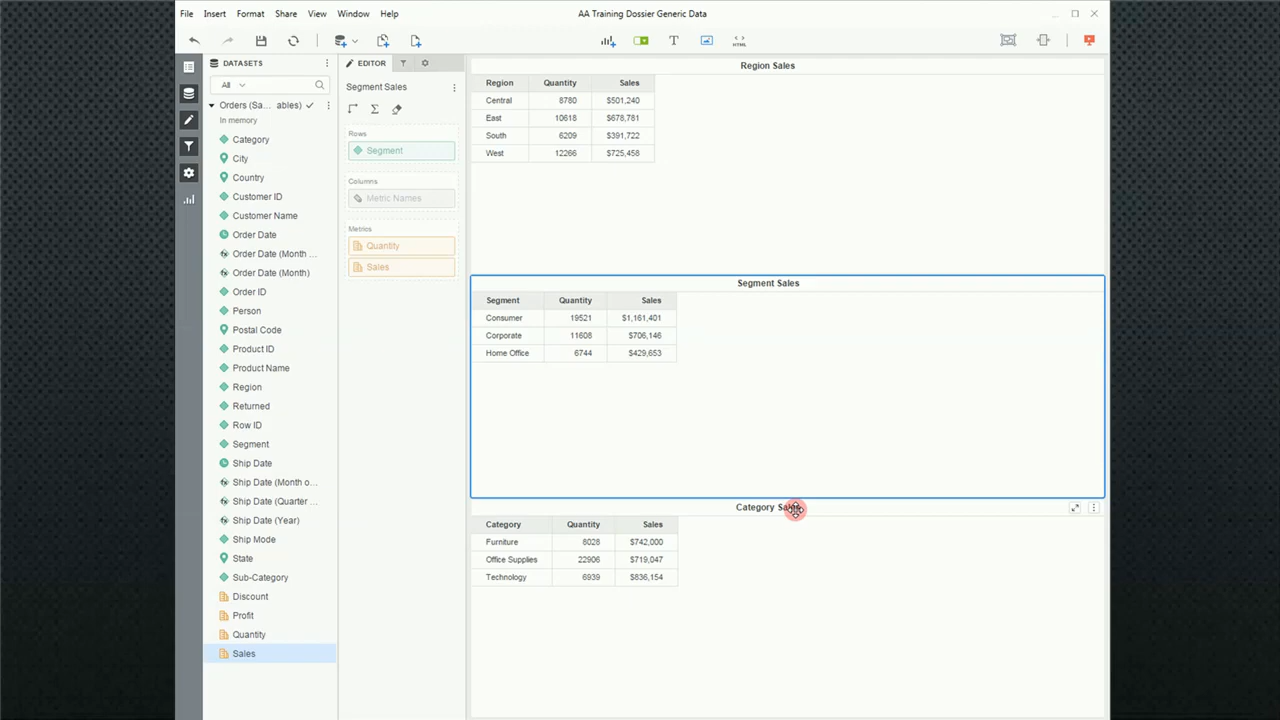 File Insert Format Share View Window Help
AA Training Dossier Generic Data
HTML
DATASETS
All
Orders (Sa... ables)
In memory
Category
City
Country
Customer ID
Customer Name
Order Date
Order Date (Month ...
Order Date (Month)
Order ID
Person
Postal Code
Product ID
Product Name
Region
Returned
Row ID
Segment
Ship Date
Ship Date (Month o...
Ship Date (Quarter ...
Ship Date (Year)
Ship Mode
State
Sub-Category
Discount
Profit
Quantity
Sales
EDITOR
Segment Sales
Rows
Segment
Columns
Metric Names
Metrics
Quantity
Sales
Region Sales
Region Quantity Sales
Central 8780 $501,240
East 10618 $678,781
South 6209 $391,722
West 12266 $725,458
Segment Sales
Segment Quantity Sales
Consumer 19521 $1,161,401
Corporate 11608 $706,146
Home Office 6744 $429,653
Category Sales
Category Quantity Sales
Furniture 8028 $742,000
Office Supplies 22906 $719,047
Technology 6939 $836,154